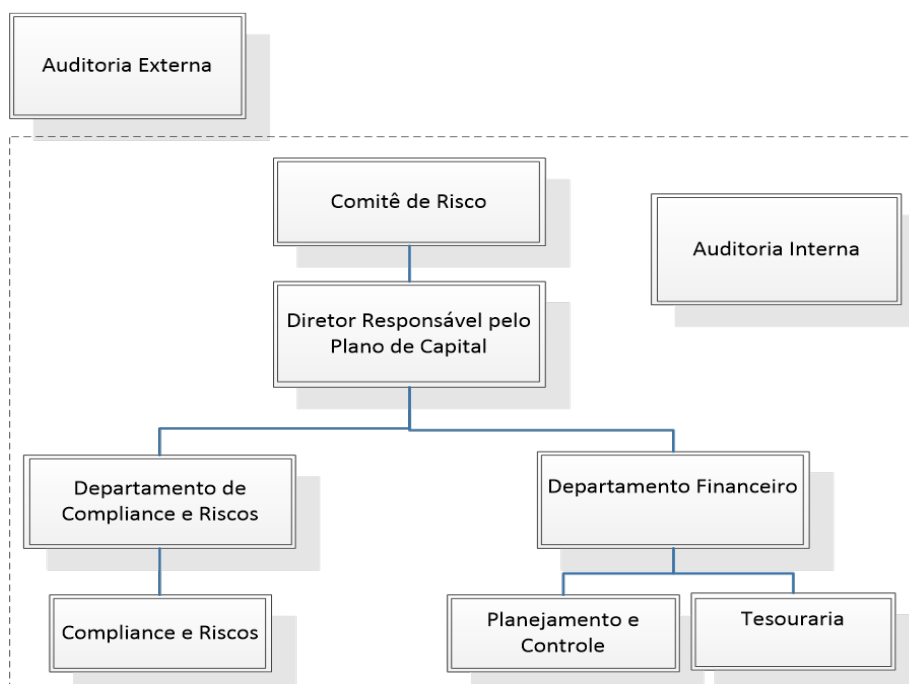 Auditoria Externa
Comitê de Risco
Auditoria Interna
Diretor Responsável pelo
Plano de Capital
Departamento de
Compliance e Riscos
Departamento Financeiro
Compliance e Riscos
Planejamento e
Controle
Tesouraria